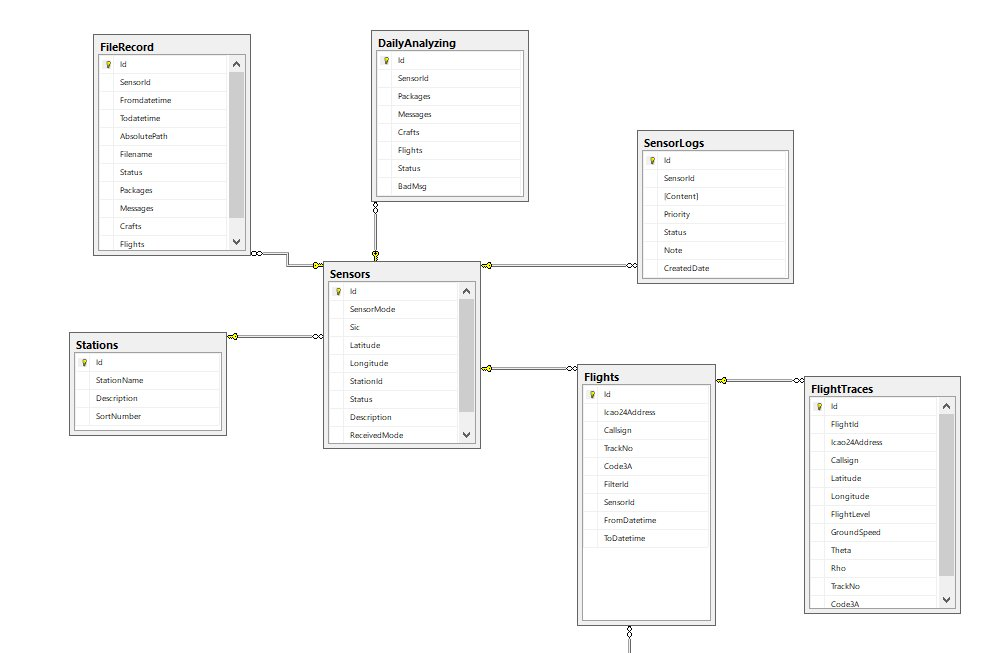 FileRecord
Id
SensorId
Fromdatetime
Todatetime
AbsolutePath
Filename
Status
Packages
Messages
Crafts
Flights
DailyAnalyzing
Id
SensorId
Packages
Messages
Crafts
Flights
Status
BadMsg
SensorLogs
Id
SensorId
[Content]
Priority
Status
Note
CreatedDate
Sensors
Id
SensorMode
Sic
Latitude
Longitude
StationId
Status
Description
ReceivedMode
Stations
Id
StationName
Description
SortNumber
Flights
Id
Icao24Address
Callsign
TrackNo
Code3A
FilterId
SensorId
FromDatetime
ToDatetime
FlightTraces
Id
FlightId
Icao24Address
Callsign
Latitude
Longitude
FlightLevel
GroundSpeed
Theta
Rho
TrackNo
Code3A